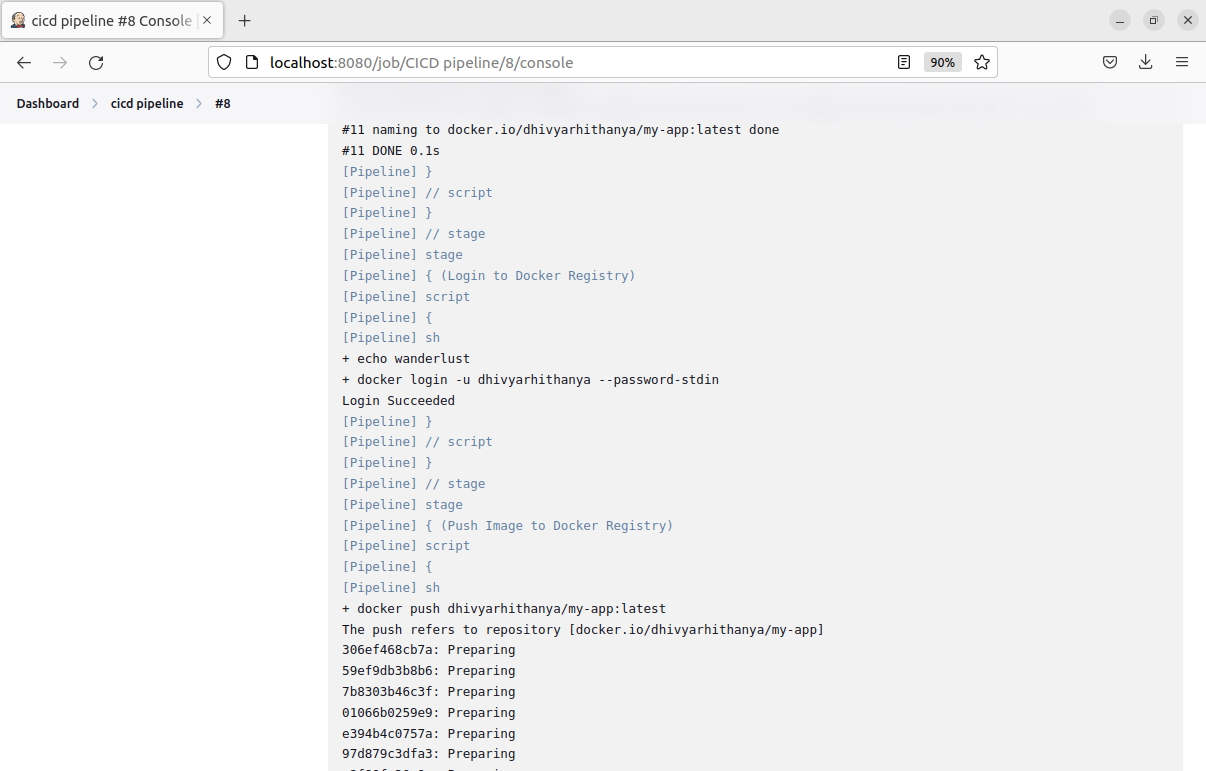 cicd pipeline #8 Console
localhost:8080/job/CICD pipeline/8/console
90%
Dashboard
cicd pipeline
#8
#11 naming to docker.io/dhivyarhithanya/my-app:latest done
#11 DONE 0.1s
[Pipeline] }
[Pipeline] // script
[Pipeline] }
[Pipeline] // stage
[Pipeline] stage
[Pipeline] { (Login to Docker Registry)
[Pipeline] script
[Pipeline] {
[Pipeline] sh
+ echo wanderlust
+ docker login -u dhivyarhithanya --password-stdin
Login Succeeded
[Pipeline] }
[Pipeline] // script
[Pipeline] }
[Pipeline] // stage
[Pipeline] stage
[Pipeline] { (Push Image to Docker Registry)
[Pipeline] script
[Pipeline] {
[Pipeline] sh
+ docker push dhivyarhithanya/my-app:latest
The push refers to repository [docker.io/dhivyarhithanya/my-app]
306ef468cb7a: Preparing
59ef9db3b8b6: Preparing
7b8303b46c3f: Preparing
01066b0259e9: Preparing
e394b4c0757a: Preparing
97d879c3dfa3: Preparing